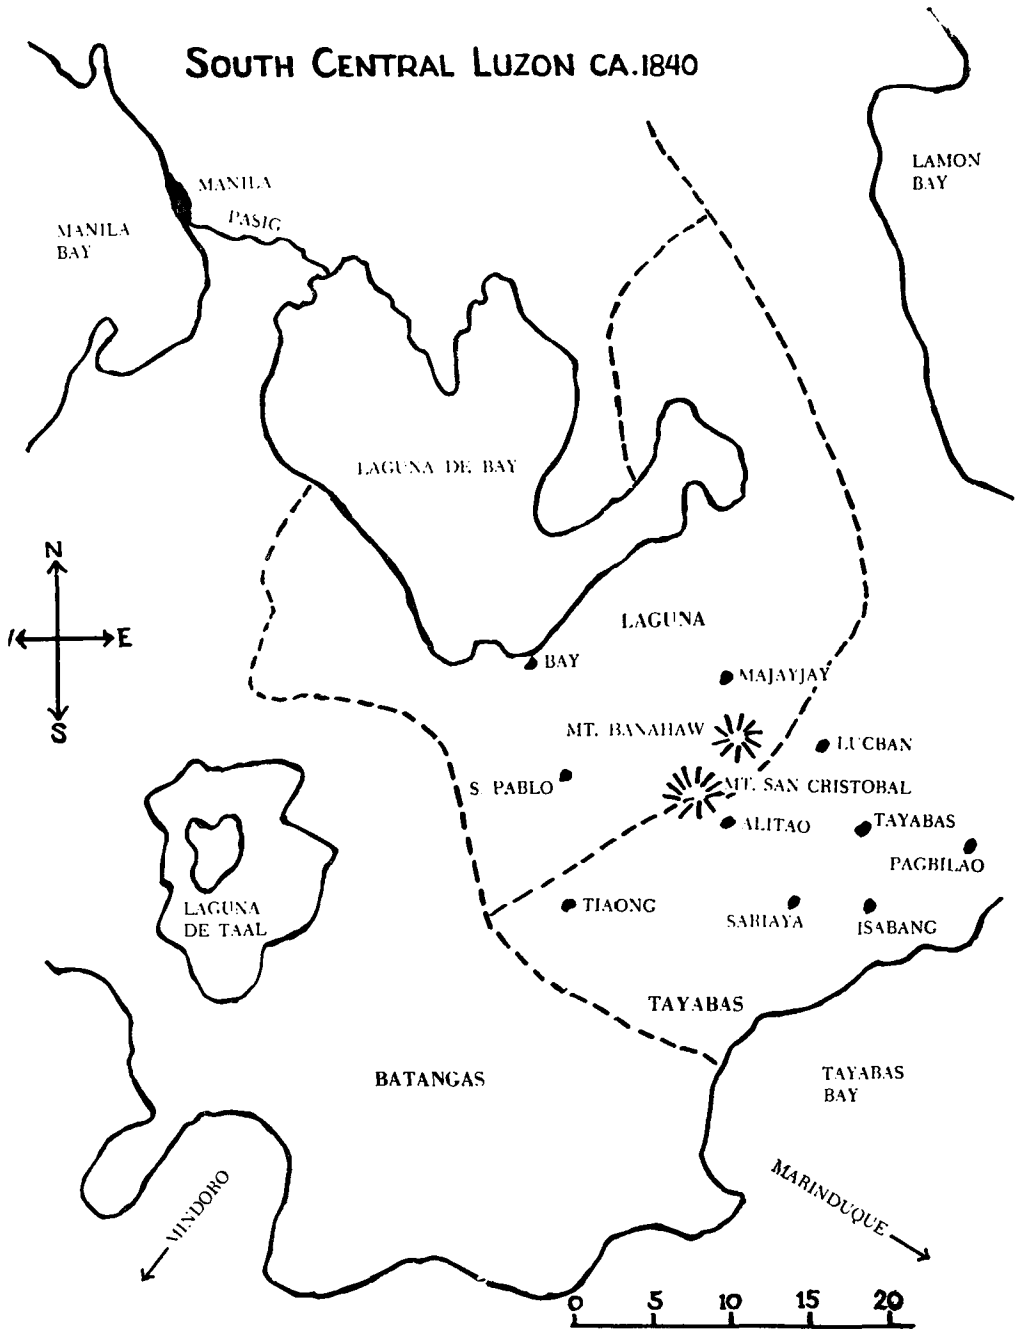 SOUTH CENTRAL LUZON CA.1840
LAMON
BAY
MANILA
PASIG
MANILA
BAY
LAGUNA DE BAY
N
E
S
LAGUNA
BAY
MAJAYJAY
MT. BANAHAW
LUCBAN
S. PABLO
MT. SAN CRISTOBAL
ALITAO
TAYABAS
PAGBILAO
LAGUNA
DE TAAL
TIAONG
SARIAYA
ISABANG
TAYABAS
BATANGAS
TAYABAS
BAY
MINDORO
MARINDUQUE
0 5 10 15 20